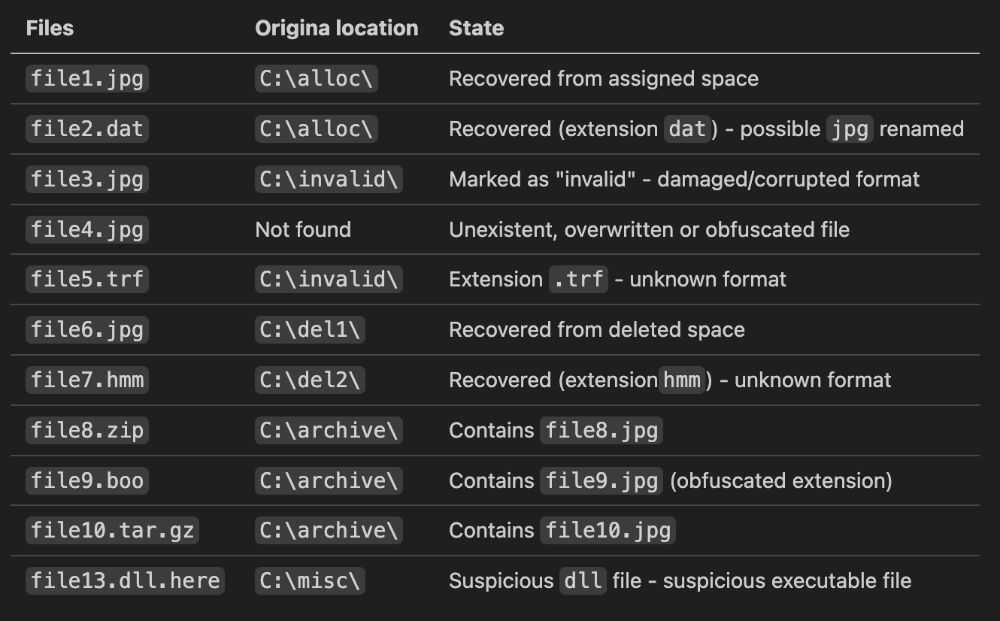 Files Origina location State
file1.jpg C:\alloc\ Recovered from assigned space
file2.dat C:\alloc\ Recovered (extension dat) - possible jpg renamed
file3.jpg C:\invalid\ Marked as "invalid" - damaged/corrupted format
file4.jpg Not found Unexistent, overwritten or obfuscated file
file5.trf C:\invalid\ Extension .trf - unknown format
file6.jpg C:\del1\ Recovered from deleted space
file7.hmm C:\del2\ Recovered (extension hmm) - unknown format
file8.zip C:\archive\ Contains file8.jpg
file9.boo C:\archive\ Contains file9.jpg (obfuscated extension)
file10.tar.gz C:\archive\ Contains file10.jpg
file13.dll.here C:\misc\ Suspicious dll file - suspicious executable file